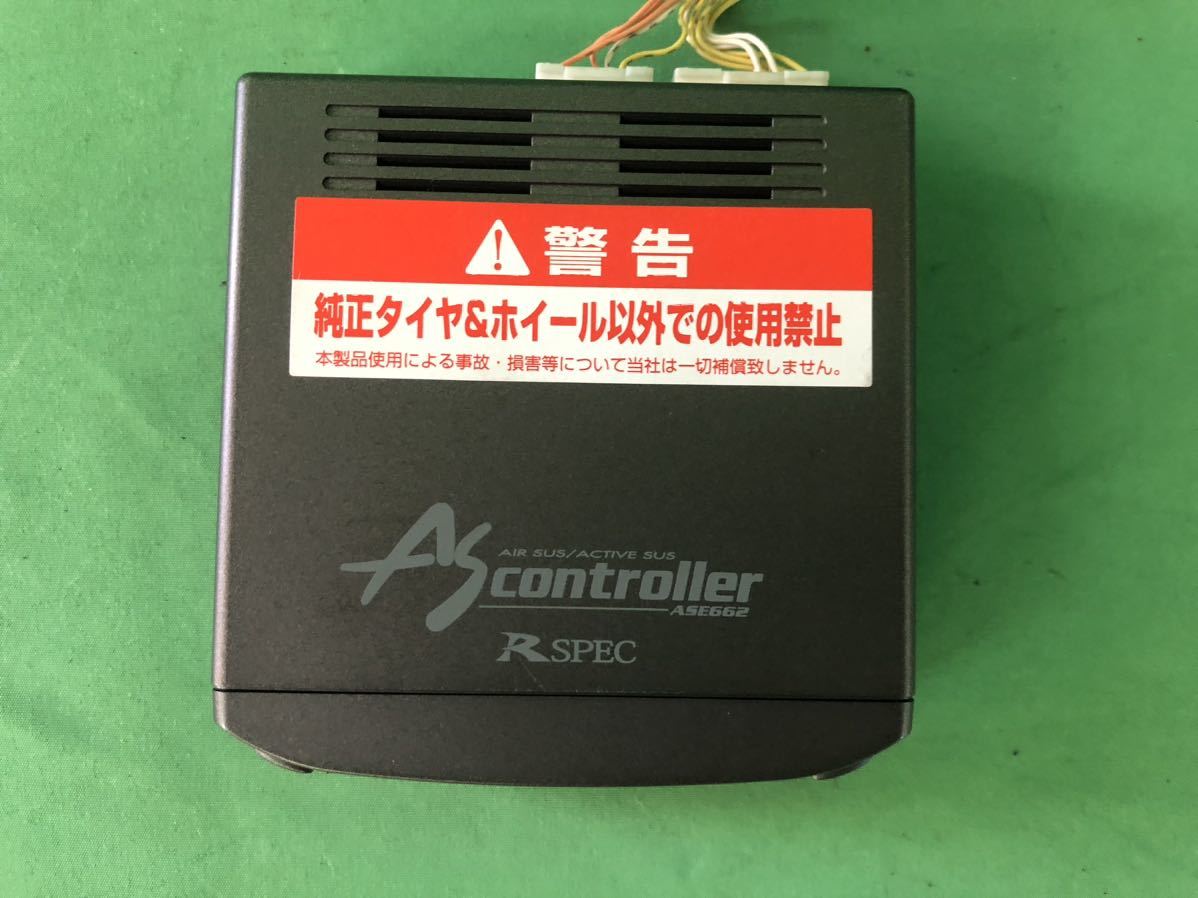 警告
純正タイヤ&ホイール以外での使用禁止
本製品使用による事故・損害等について当社は一切補償致しません。
AIR SUS/ACTIVE SUS
AS controller
ASE662
R SPEC